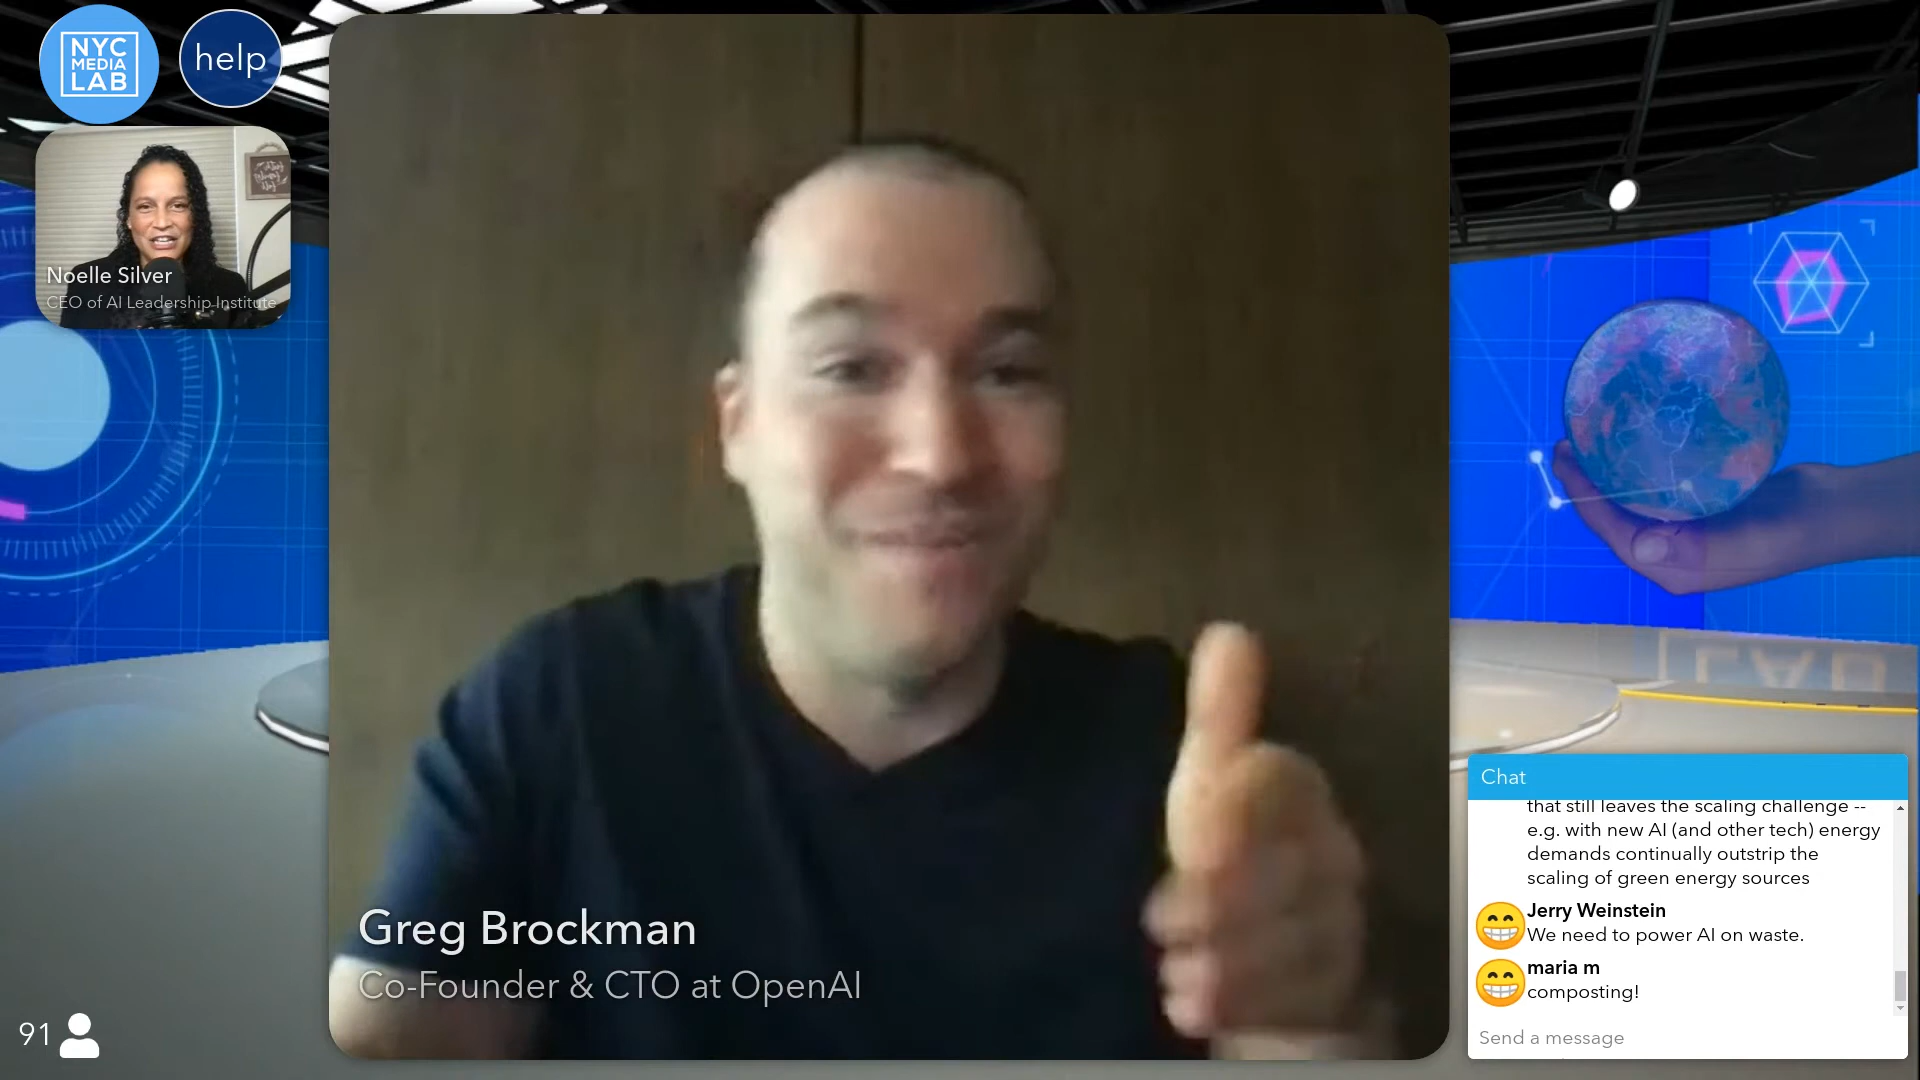 NYC
MEDIA
LAB
help
Noelle Silver
CEO of AI Leadership Institute
Greg Brockman
Co-Founder & CTO at OpenAI
91
LAB
Chat
that still leaves the scaling challenge --
e.g. with new AI (and other tech) energy
demands continually outstrip the
scaling of green energy sources
Jerry Weinstein
We need to power AI on waste.
maria m
composting!
Send a message